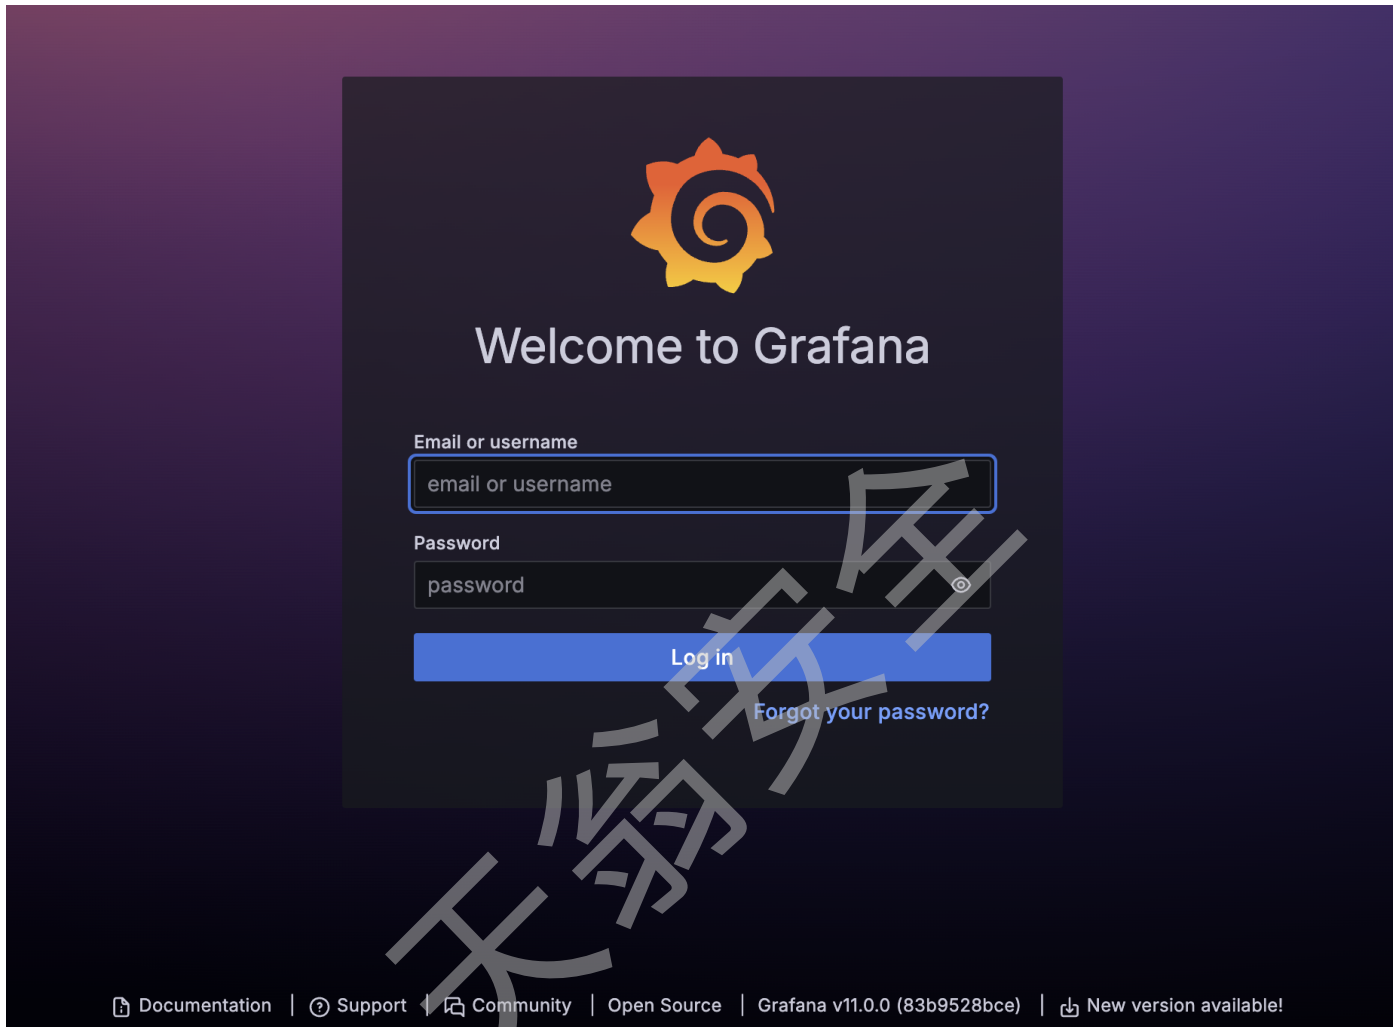 Welcome to Grafana
Email or username
email or username
Password
password
Log in
Forgot your password?
天翁安全
Documentation | Support | Community | Open Source | Grafana v11.0.0 (83b9528bce) | New version available!